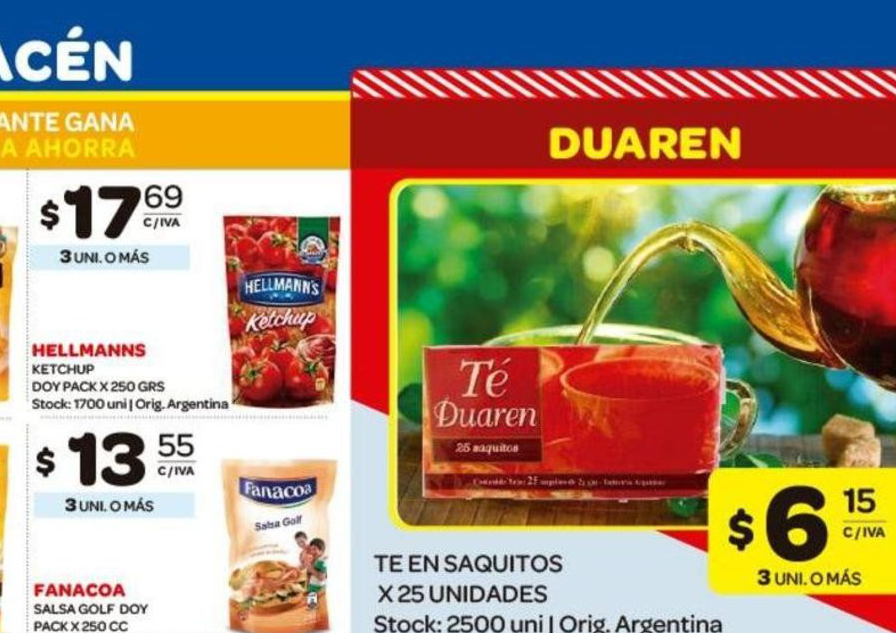 ACÉN
ANTE GANA
A AHORRA
$17 69
C/IVA
3 UNI. O MÁS
HELLMANN'S
Ketchup
HELLMANNS
KETCHUP
DOY PACK X 250 GRS
Stock: 1700 uni | Orig. Argentina
$13 55
C/IVA
3 UNI. O MÁS
Fanacoa
Salsa Golf
FANACOA
SALSA GOLF DOY
PACK X 250 CC
DUAREN
Té
Duaren
25 saquitos
$6 15
C/IVA
3 UNI. O MÁS
TE EN SAQUITOS
X 25 UNIDADES
Stock: 2500 uni | Orig. Argentina